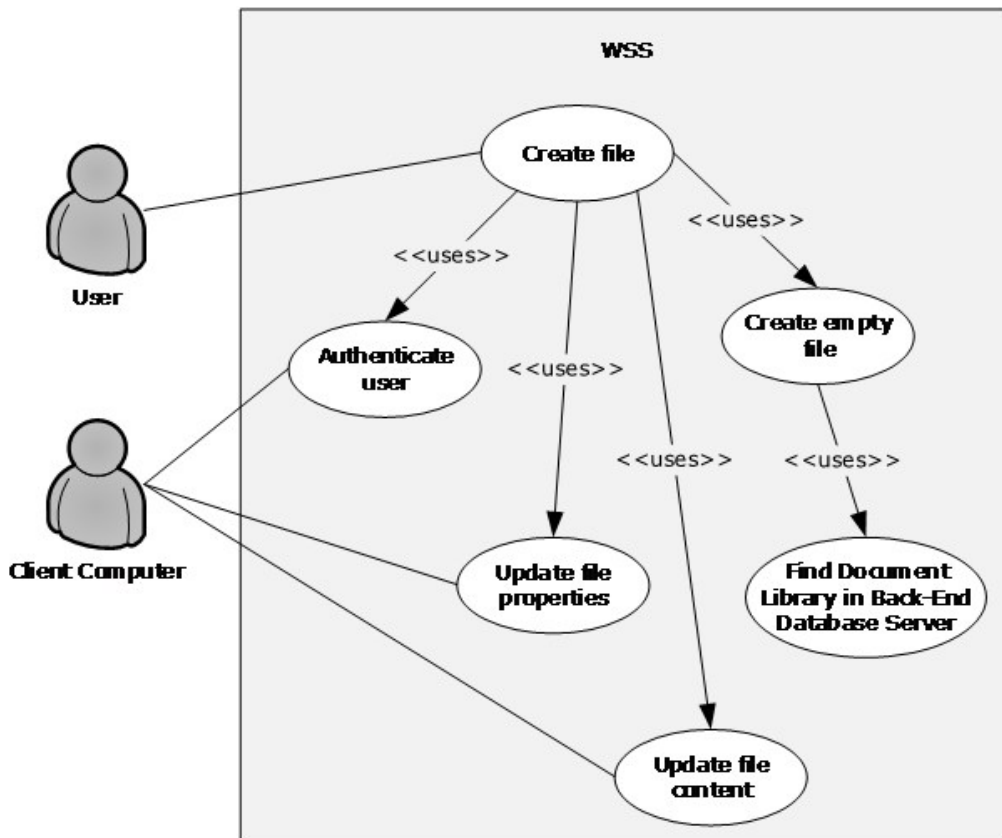 WSS
Create file
<<uses>>
<<uses>>
User
Create empty
file
Authenticate
user
<<uses>>
<<uses>>
<<uses>>
Client Computer
Update file
properties
Find Document
Library in Back-End
Database Server
Update file
content